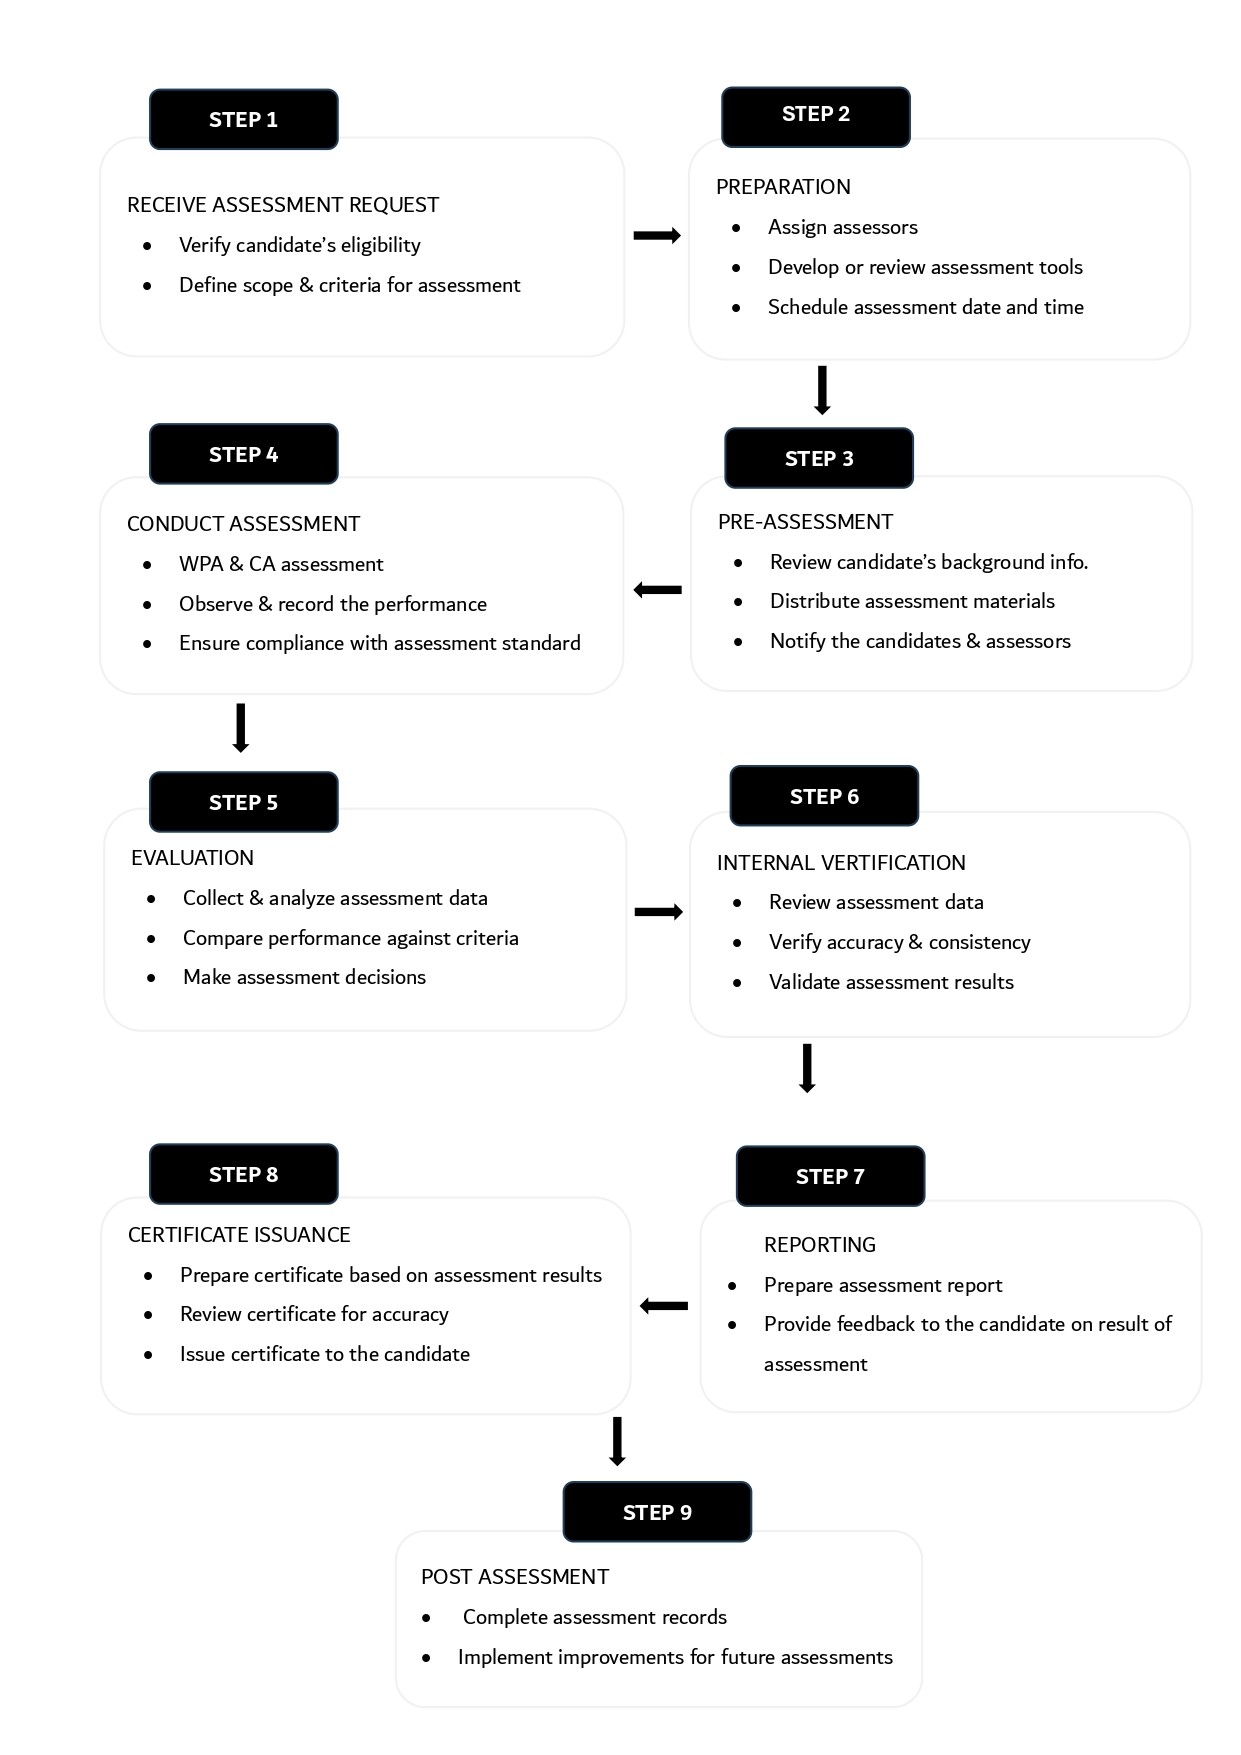 STEP 1
RECEIVE ASSESSMENT REQUEST
• Verify candidate’s eligibility
• Define scope & criteria for assessment
STEP 2
PREPARATION
• Assign assessors
• Develop or review assessment tools
• Schedule assessment date and time
STEP 3
PRE-ASSESSMENT
• Review candidate’s background info.
• Distribute assessment materials
• Notify the candidates & assessors
STEP 4
CONDUCT ASSESSMENT
• WPA & CA assessment
• Observe & record the performance
• Ensure compliance with assessment standard
STEP 5
EVALUATION
• Collect & analyze assessment data
• Compare performance against criteria
• Make assessment decisions
STEP 6
INTERNAL VERTIFICATION
• Review assessment data
• Verify accuracy & consistency
• Validate assessment results
STEP 7
REPORTING
• Prepare assessment report
• Provide feedback to the candidate on result of
assessment
STEP 8
CERTIFICATE ISSUANCE
• Prepare certificate based on assessment results
• Review certificate for accuracy
• Issue certificate to the candidate
STEP 9
POST ASSESSMENT
• Complete assessment records
• Implement improvements for future assessments